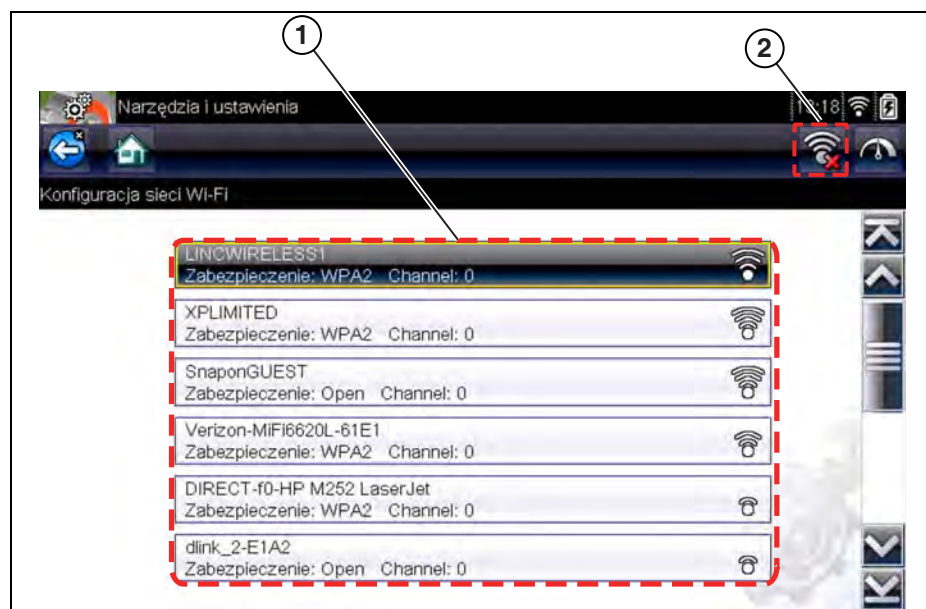 1
2
Narzędzia i ustawienia
Konfiguracja sieci Wi-Fi
LINCWIRELESS1
Zabezpieczenie: WPA2 Channel: 0
XPLIMITED
Zabezpieczenie: WPA2 Channel: 0
SnaponGUEST
Zabezpieczenie: Open Channel: 0
Verizon-MiFi6620L-61E1
Zabezpieczenie: WPA2 Channel: 0
DIRECT-f0-HP M252 LaserJet
Zabezpieczenie: WPA2 Channel: 0
dlink_2-E1A2
Zabezpieczenie: Open Channel: 0